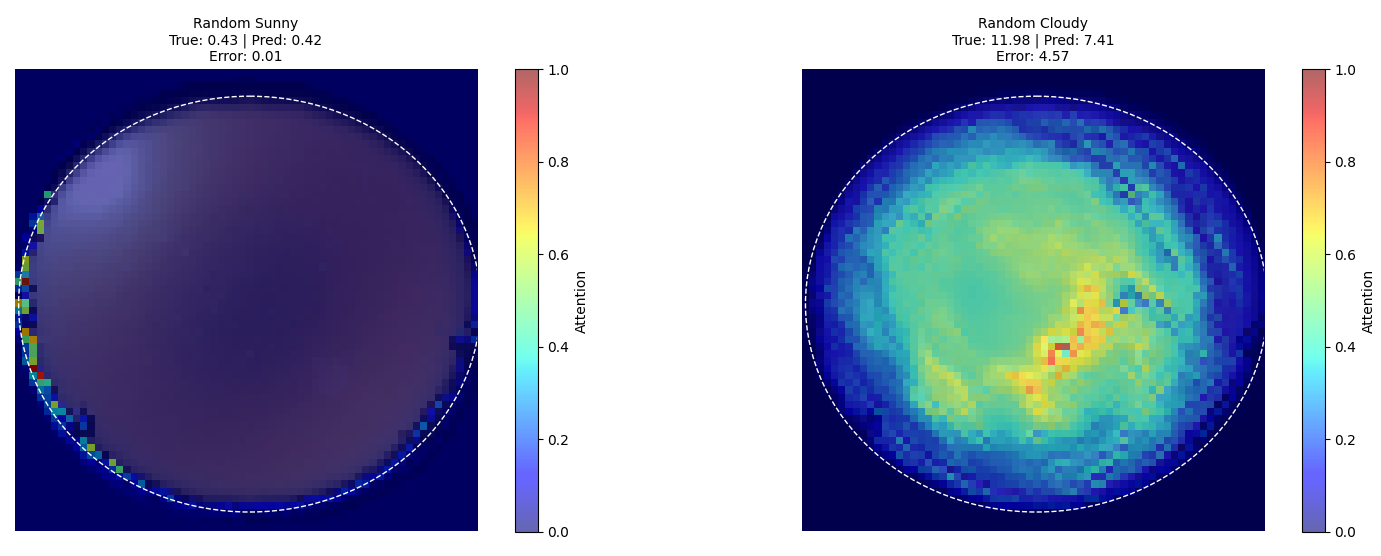 Random Sunny
True: 0.43 | Pred: 0.42
Error: 0.01
1.0
0.8
0.6
0.4
0.2
0.0
Attention
Random Cloudy
True: 11.98 | Pred: 7.41
Error: 4.57
1.0
0.8
0.6
0.4
0.2
0.0
Attention